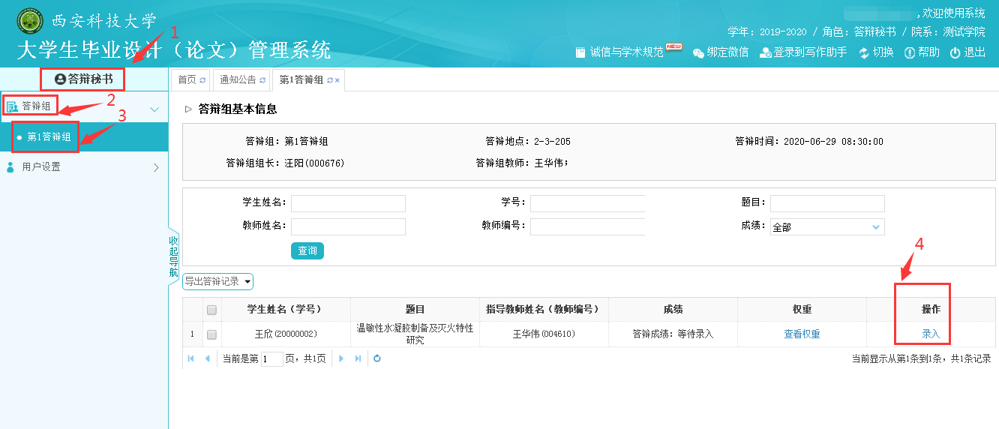 西安科技大学
,欢迎使用系统
学年: 2019-2020 / 角色: 答辩秘书 / 院系: 测试学院
大学生毕业设计（论文）管理系统
诚信与学术规范 NEW 绑定微信 登录到写作助手 切换 帮助 退出
1
答辩秘书
首页 通知公告 第1答辩组
答辩组
2
3
第1答辩组
用户设置
收起导航
答辩组基本信息
答辩组: 第1答辩组 答辩地点: 2-3-205 答辩时间: 2020-06-29 08:30:00
答辩组组长: 汪阳(000676) 答辩组教师: 王华伟;
学生姓名: 学号: 题目:
教师姓名: 教师编号: 成绩: 全部
查询
4
导出答辩记录
学生姓名（学号） 题目 指导教师姓名（教师编号） 成绩 权重 操作
1 王欣(20000002) 温敏性水凝胶制备及灭火特性研究 王华伟(004610) 答辩成绩: 等待录入 查看权重 录入
当前是第 1 页, 共1页 当前显示从第1条到1条, 共1条记录